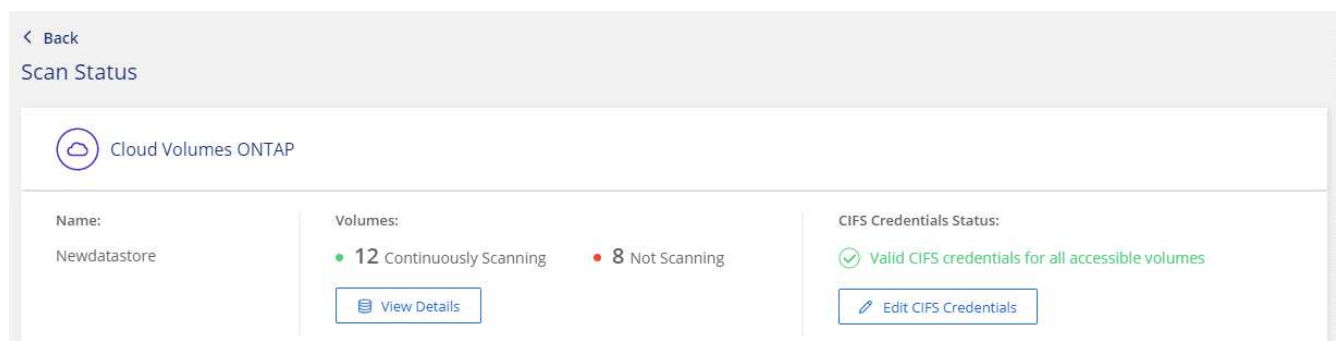 Back
Scan Status
Cloud Volumes ONTAP
Name:
Newdatastore
Volumes:
12 Continuously Scanning
8 Not Scanning
View Details
CIFS Credentials Status:
Valid CIFS credentials for all accessible volumes
Edit CIFS Credentials